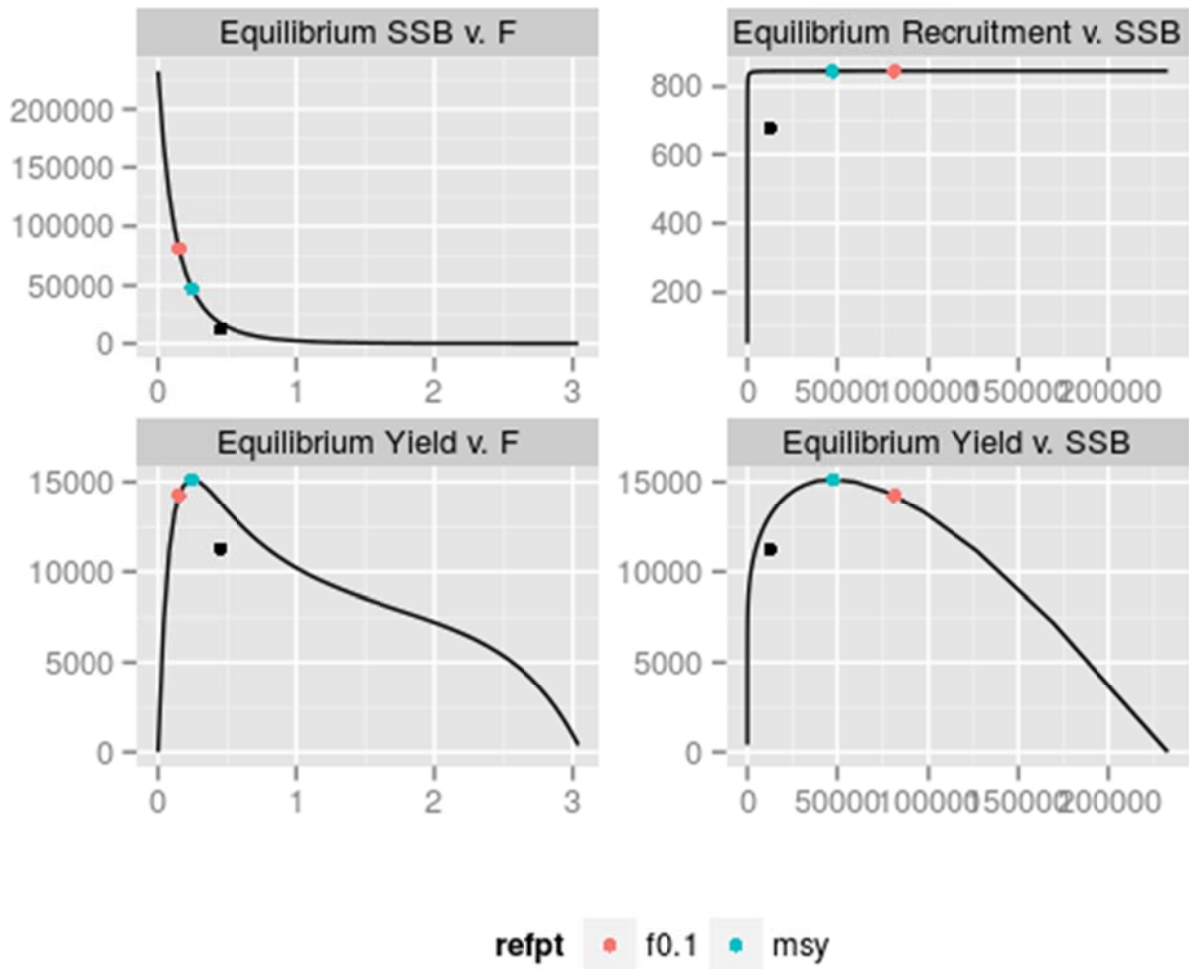 Equilibrium SSB v. F
200000
150000
100000
50000
0
0 1 2 3
Equilibrium Recruitment v. SSB
800
600
400
200
0 50000 100000 150000 200000
Equilibrium Yield v. F
15000
10000
5000
0
0 1 2 3
Equilibrium Yield v. SSB
15000
10000
5000
0
0 50000 100000 150000 200000
refpt f0.1 msy